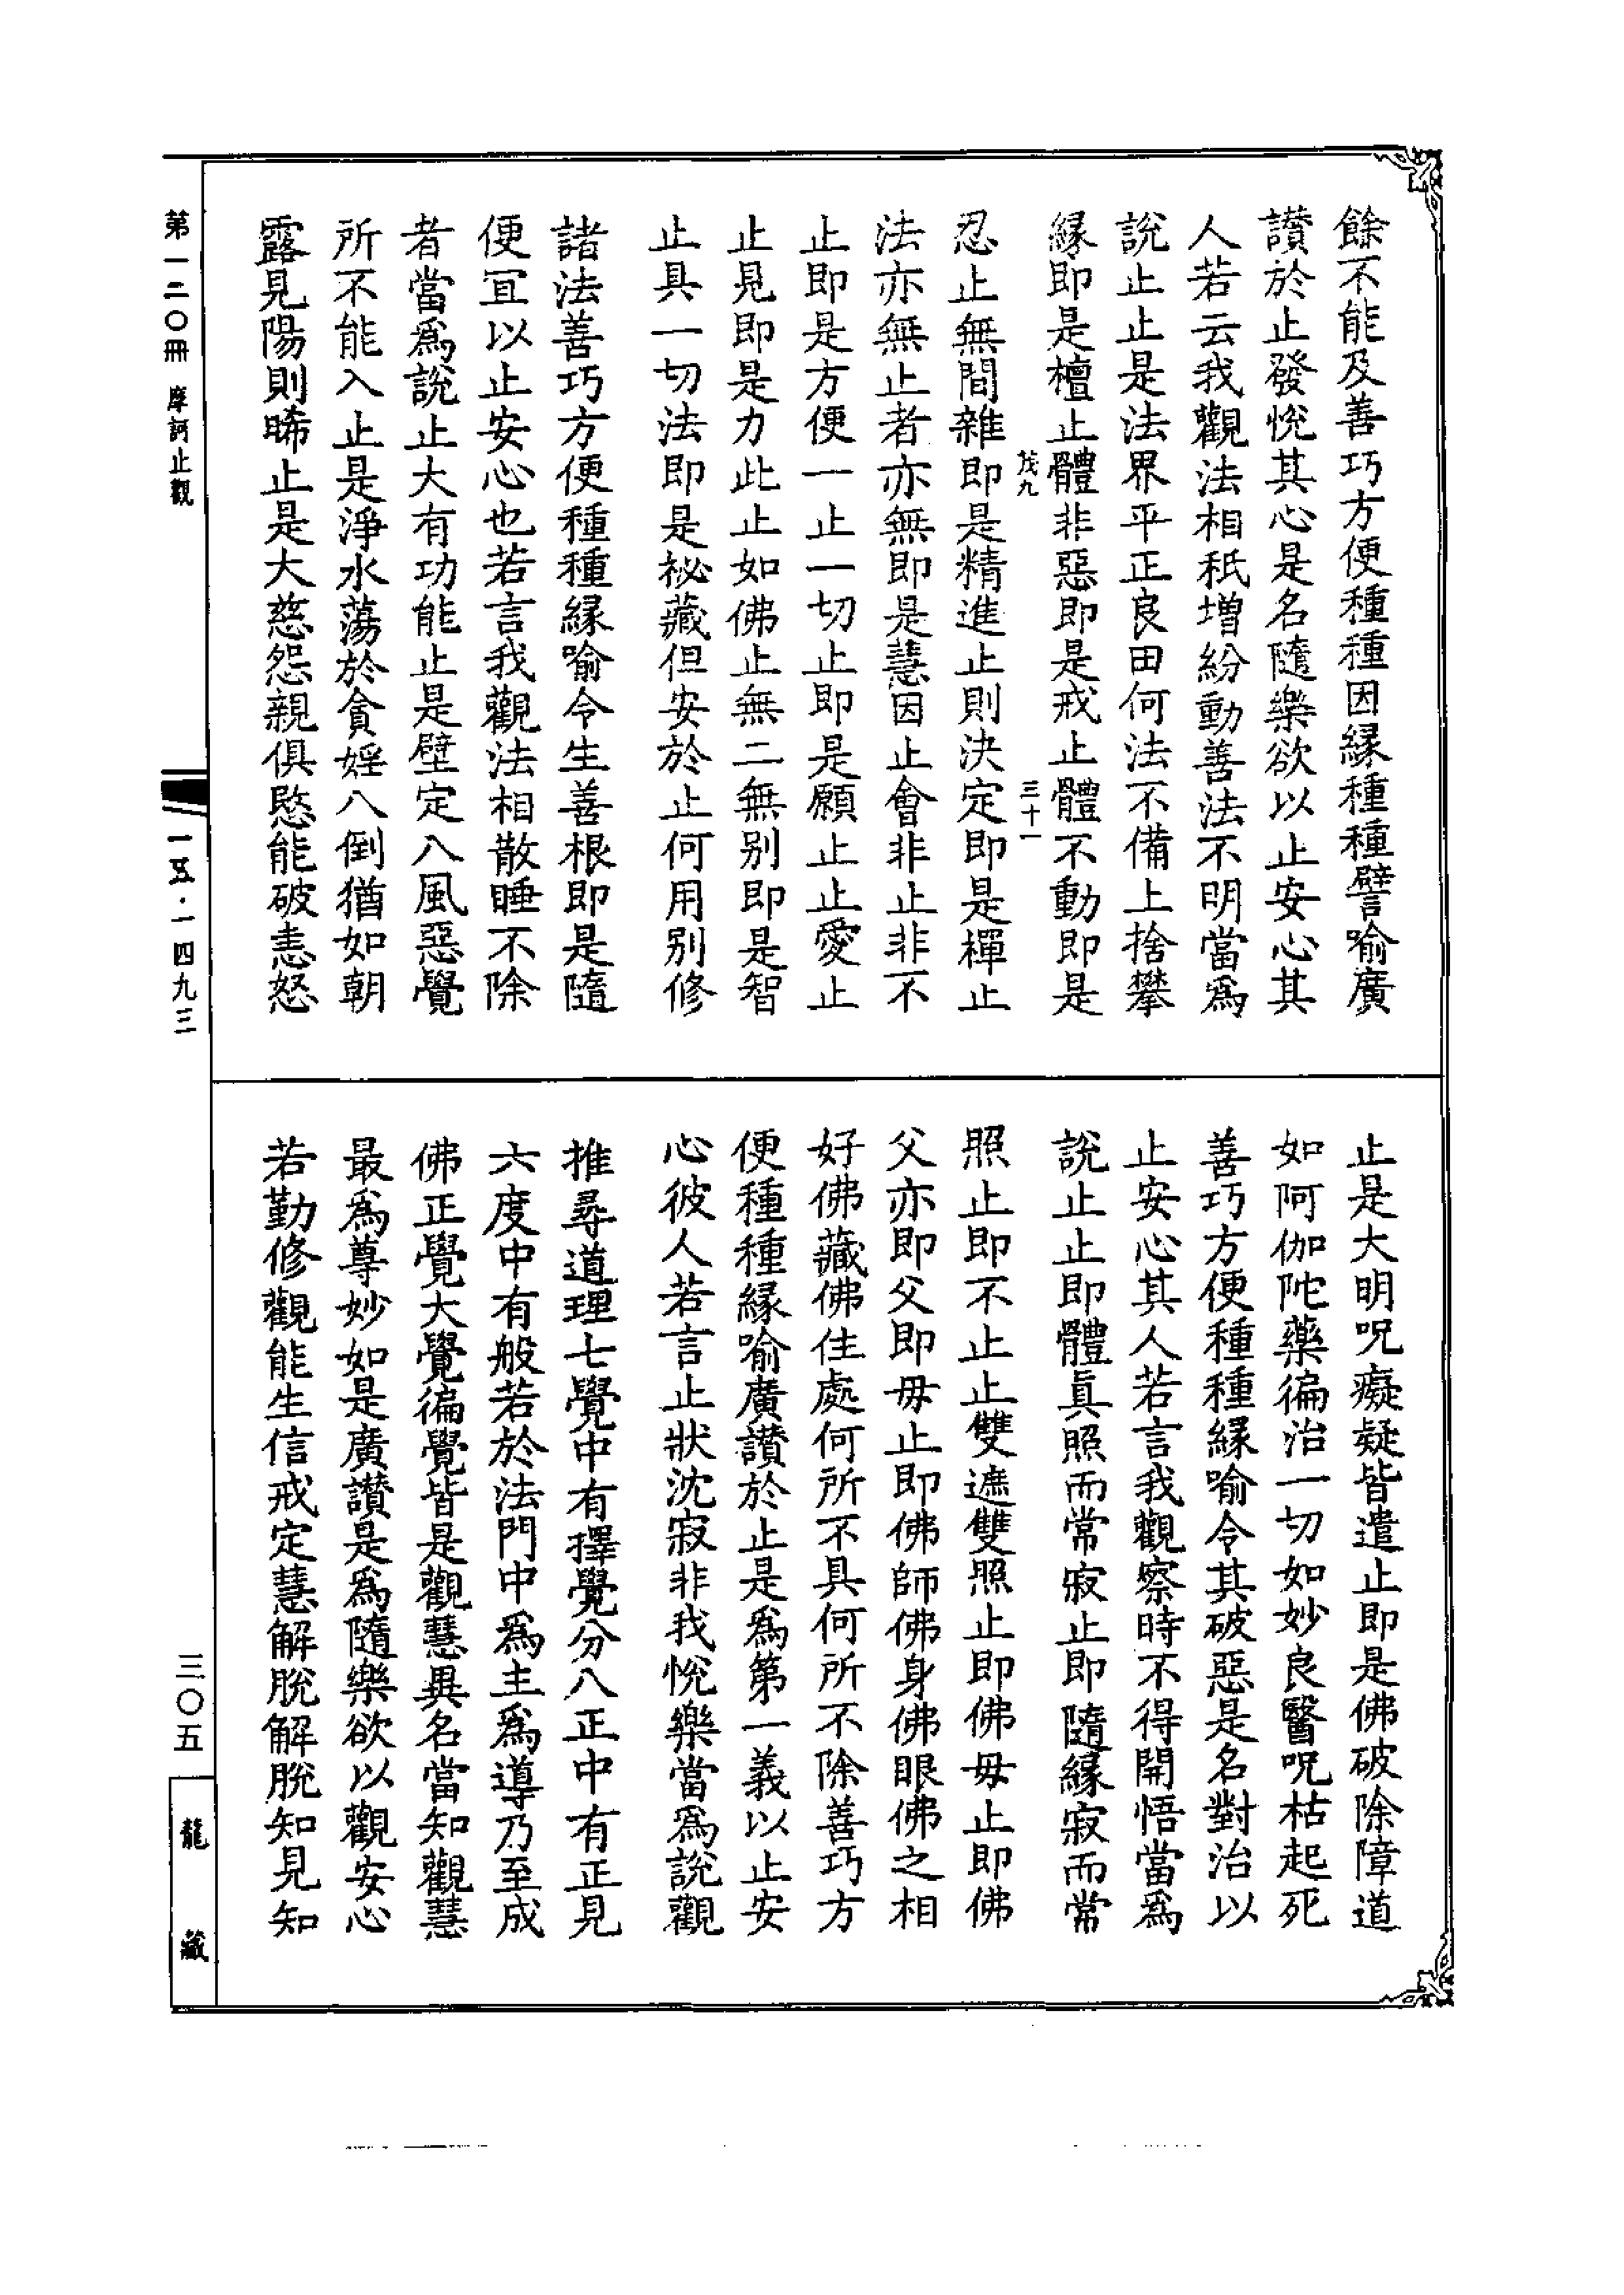 餘不能及善巧方便種種因緣種種譬喻廣
讃於止發悅其心是名隨樂欲以止安心其
人若云我觀法相秖增紛動善法不明當爲
說止止是法界平正良田何法不備止捨攀
緣即是檀止體非惡即是戒止體不動即是
茂九
三十一
忍止無間雜即是精進止則決定即是禪止
法亦無止者亦無即是慧因止會非止非不
止即是方便一止一切止即是願止止愛止
止見即是力此止如佛止無二無别即是智
止具一切法即是祕藏但安於止何用别修
諸法善巧方便種種緣喻令生善根即是隨
便宜以止安心也若言我觀法相散睡不除
者當爲說止大有功能止是壁定八風惡覺
所不能入止是淨水蕩於貪婬八倒猶如朝
露見陽則晞止是大慈怨親俱愍能破恚怒
止是大明呪癡疑皆遣止即是佛破除障道
如阿伽陀藥徧治一切如妙良醫呪枯起死
善巧方便種種緣喻令其破惡是名對治以
止安心其人若言我觀察時不得開悟當爲
說止止即體眞照而常寂止即隨緣寂而常
照止即不止止雙遮雙照止即佛母止即佛
父亦即父即母止即佛師佛身佛眼佛之相
好佛藏佛住處何所不具何所不除善巧方
便種種緣喻廣讃於止是爲第一義以止安
心彼人若言止狀沈寂非我悅樂當爲說觀
推尋道理七覺中有擇覺分八正中有正見
六度中有般若於法門中爲主爲導乃至成
佛正覺大覺徧覺皆是觀慧異名當知觀慧
最爲尊妙如是廣讃是爲隨樂欲以觀安心
若勤修觀能生信戒定慧解脫解脫知見知
第一二〇冊 摩訶止觀
一五·一四九三
三〇五
龍藏